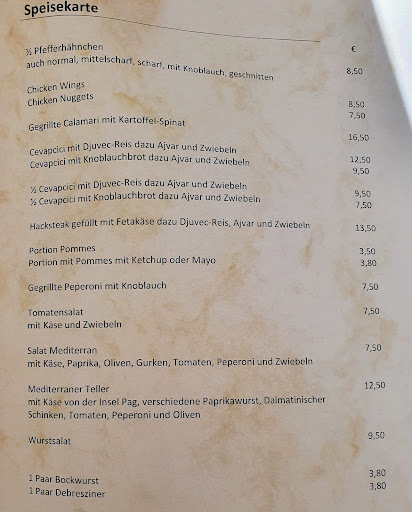 Speisekarte
€
½ Pfefferhähnchen
auch normal, mittelscharf, scharf, mit Knoblauch, geschnitten 8,50
Chicken Wings 8,50
Chicken Nuggets 7,50
Gegrillte Calamari mit Kartoffel-Spinat 16,50
Cevapcici mit Djuvec-Reis dazu Ajvar und Zwiebeln 12,50
Cevapcici mit Knoblauchbrot dazu Ajvar und Zwiebeln 9,50
½ Cevapcici mit Djuvec-Reis dazu Ajvar und Zwiebeln 9,50
½ Cevapcici mit Knoblauchbrot dazu Ajvar und Zwiebeln 7,50
Hacksteak gefüllt mit Fetakäse dazu Djuvec-Reis, Ajvar und Zwiebeln 13,50
Portion Pommes 3,50
Portion mit Pommes mit Ketchup oder Mayo 3,80
Gegrillte Peperoni mit Knoblauch 7,50
Tomatensalat 7,50
mit Käse und Zwiebeln
Salat Mediterran 7,50
mit Käse, Paprika, Oliven, Gurken, Tomaten, Peperoni und Zwiebeln
Mediterraner Teller 12,50
mit Käse von der Insel Pag, verschiedene Paprikawurst, Dalmatinischer
Schinken, Tomaten, Peperoni und Oliven
Wurstsalat 9,50
1 Paar Bockwurst 3,80
1 Paar Debresziner 3,80